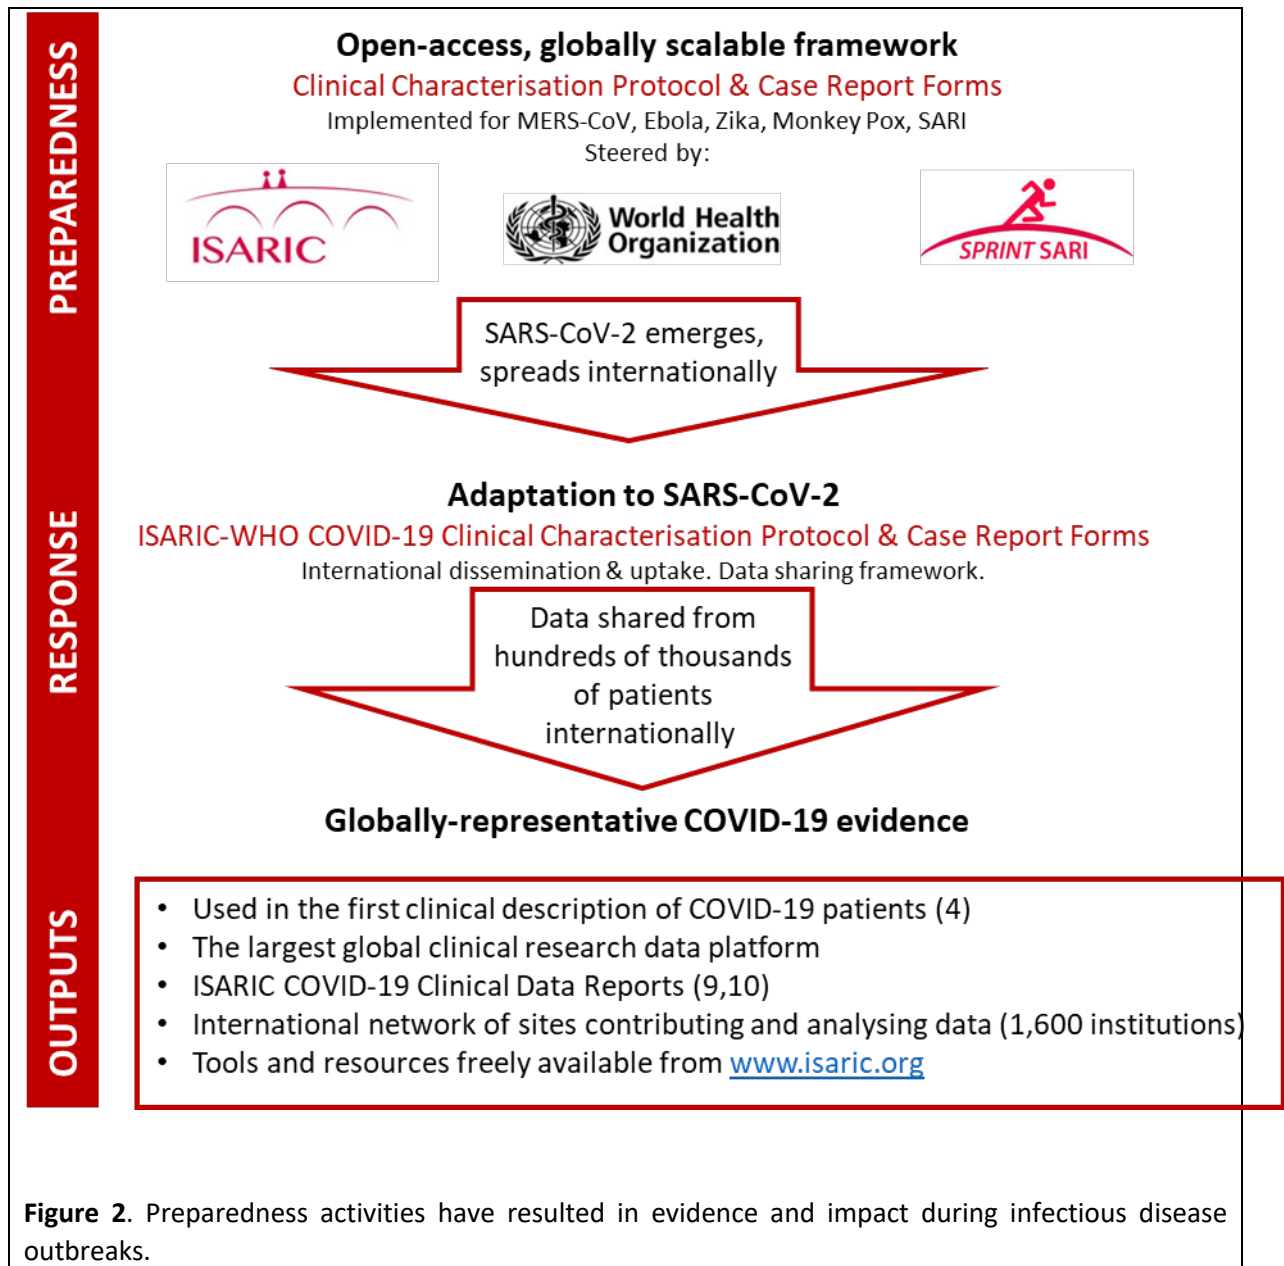 PREPAREDNESS
Open-access, globally scalable framework
Clinical Characterisation Protocol & Case Report Forms
Implemented for MERS-CoV, Ebola, Zika, Monkey Pox, SARI
Steered by:
ISARIC
World Health
Organization
SPRINT SARI
SARS-CoV-2 emerges,
spreads internationally
RESPONSE
Adaptation to SARS-CoV-2
ISARIC-WHO COVID-19 Clinical Characterisation Protocol & Case Report Forms
International dissemination & uptake. Data sharing framework.
Data shared from
hundreds of thousands
of patients
internationally
Globally-representative COVID-19 evidence
OUTPUTS
• Used in the first clinical description of COVID-19 patients (4)
• The largest global clinical research data platform
• ISARIC COVID-19 Clinical Data Reports (9,10)
• International network of sites contributing and analysing data (1,600 institutions)
• Tools and resources freely available from www.isaric.org
Figure 2. Preparedness activities have resulted in evidence and impact during infectious disease
outbreaks.